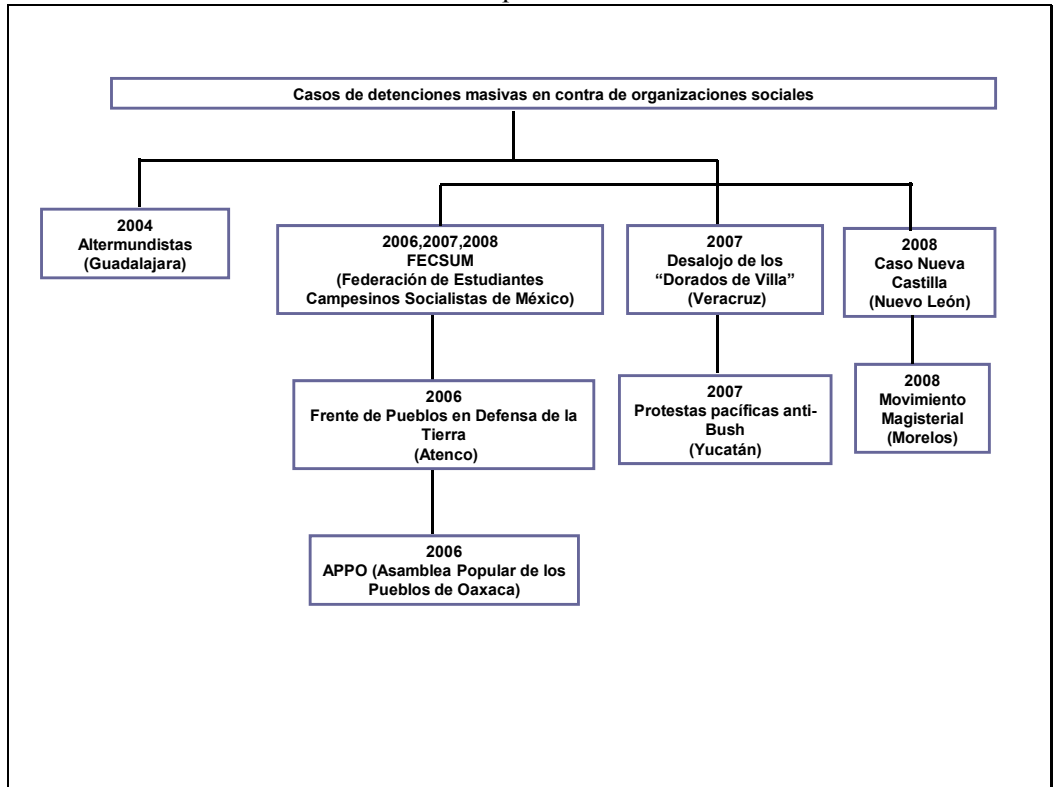 Casos de detenciones masivas en contra de organizaciones sociales
2004
Altermundistas
(Guadalajara)
2006,2007,2008
FECSUM
(Federación de Estudiantes
Campesinos Socialistas de México)
2007
Desalojo de los
“Dorados de Villa”
(Veracruz)
2008
Caso Nueva
Castilla
(Nuevo León)
2006
Frente de Pueblos en Defensa de la
Tierra
(Atenco)
2007
Protestas pacíficas anti-
Bush
(Yucatán)
2008
Movimiento
Magisterial
(Morelos)
2006
APPO (Asamblea Popular de los
Pueblos de Oaxaca)